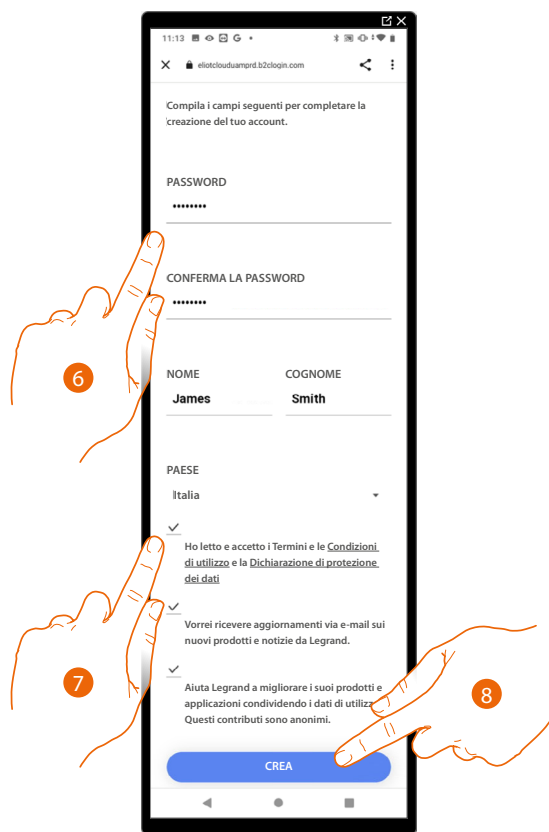 11:13 G
eliotclouduamprd.b2clogin.com
Compila i campi seguenti per completare la
creazione del tuo account.
PASSWORD
••••••••
CONFERMA LA PASSWORD
••••••••
6
NOME COGNOME
James Smith
PAESE
Italia
Ho letto e accetto i Termini e le Condizioni
di utilizzo e la Dichiarazione di protezione
dei dati
Vorrei ricevere aggiornamenti via e-mail sui
nuovi prodotti e notizie da Legrand.
7
Aiuta Legrand a migliorare i suoi prodotti e
applicazioni condividendo i dati di
Questi contributi sono anonimi.
8
CREA